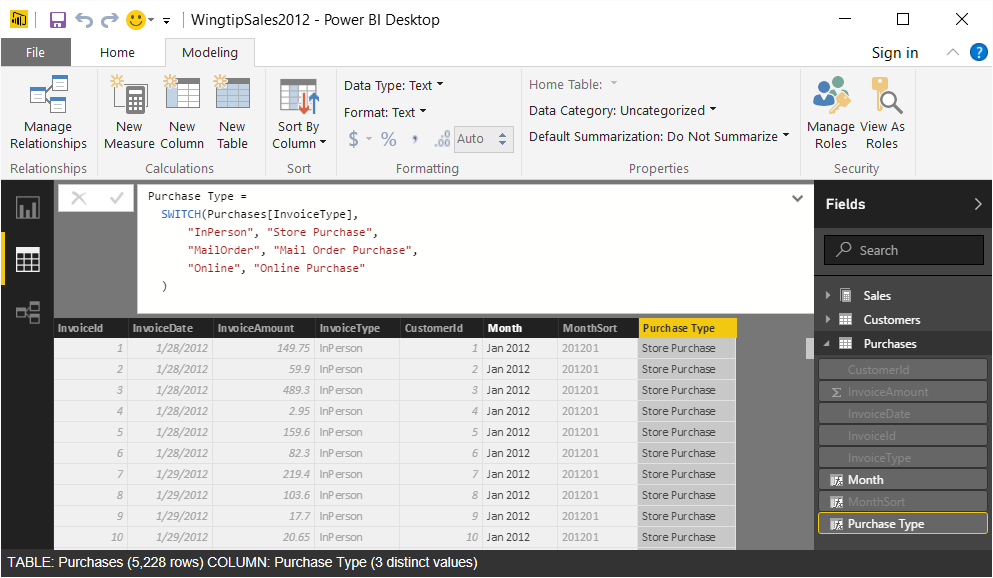 WingtipSales2012 - Power BI Desktop
File Home Modeling Sign in
Manage Relationships
New Measure
New Column
New Table
Sort By Column
Data Type: Text
Format: Text
$ % , .00 Auto
Home Table:
Data Category: Uncategorized
Default Summarization: Do Not Summarize
Manage Roles
View As Roles
Relationships Calculations Sort Formatting Properties Security
Purchase Type =
SWITCH(Purchases[InvoiceType],
"InPerson", "Store Purchase",
"MailOrder", "Mail Order Purchase",
"Online", "Online Purchase"
)
InvoiceId InvoiceDate InvoiceAmount InvoiceType CustomerId Month MonthSort Purchase Type
1 1/28/2012 149.75 InPerson 1 Jan 2012 201201 Store Purchase
2 1/28/2012 59.9 InPerson 2 Jan 2012 201201 Store Purchase
3 1/28/2012 489.3 InPerson 3 Jan 2012 201201 Store Purchase
4 1/28/2012 2.95 InPerson 4 Jan 2012 201201 Store Purchase
5 1/28/2012 159.6 InPerson 5 Jan 2012 201201 Store Purchase
6 1/28/2012 82.3 InPerson 6 Jan 2012 201201 Store Purchase
7 1/29/2012 219.4 InPerson 7 Jan 2012 201201 Store Purchase
8 1/29/2012 103.6 InPerson 8 Jan 2012 201201 Store Purchase
9 1/29/2012 17.7 InPerson 9 Jan 2012 201201 Store Purchase
10 1/29/2012 20.65 InPerson 10 Jan 2012 201201 Store Purchase
Fields
Search
Sales
Customers
Purchases
CustomerId
Σ InvoiceAmount
InvoiceDate
InvoiceId
InvoiceType
Month
MonthSort
Purchase Type
TABLE: Purchases (5,228 rows) COLUMN: Purchase Type (3 distinct values)